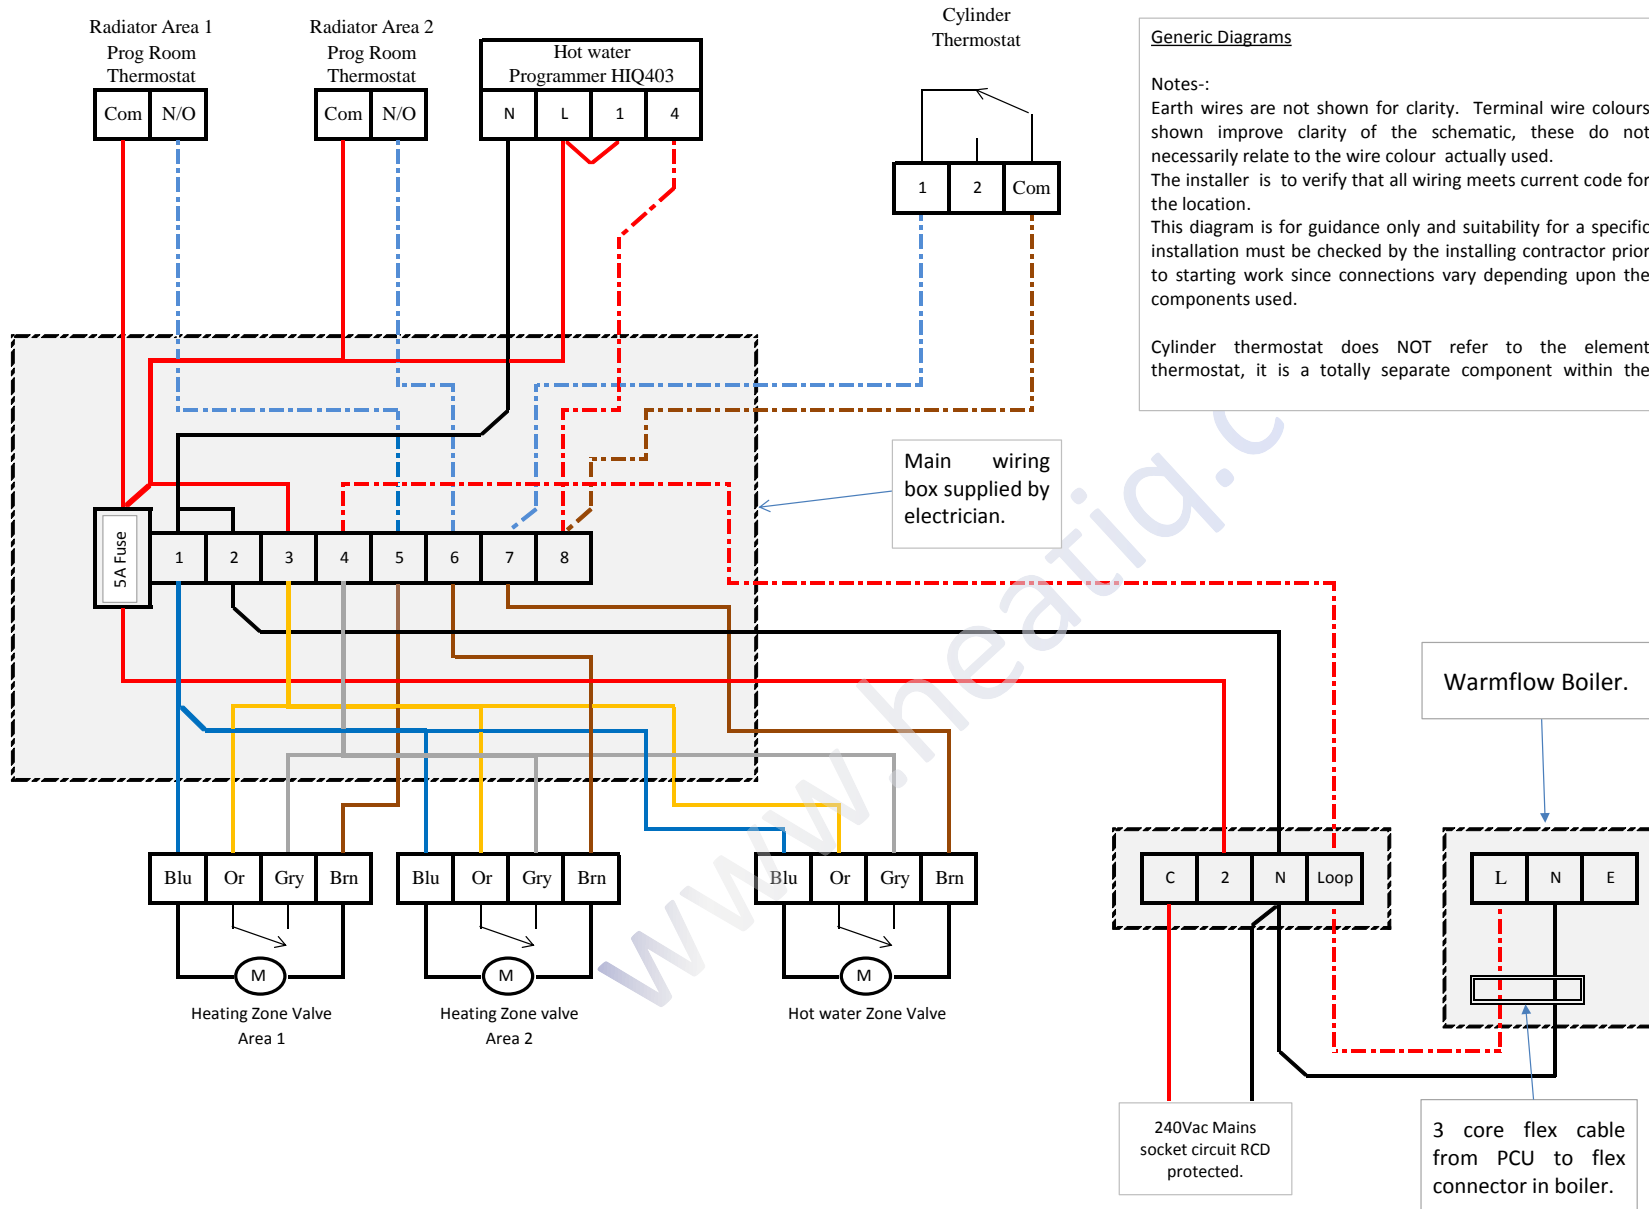 Radiator Area 1
Prog Room
Thermostat
Com N/O
Radiator Area 2
Prog Room
Thermostat
Com N/O
Hot water
Programmer HIQ403
N L 1 4
Cylinder
Thermostat
1 2 Com
Generic Diagrams
Notes-:
Earth wires are not shown for clarity. Terminal wire colours
shown improve clarity of the schematic, these do not
necessarily relate to the wire colour actually used.
The installer is to verify that all wiring meets current code for
the location.
This diagram is for guidance only and suitability for a specific
installation must be checked by the installing contractor prior
to starting work since connections vary depending upon the
components used.
Cylinder thermostat does NOT refer to the element
thermostat, it is a totally separate component within the
Main wiring
box supplied by
electrician.
5A Fuse
1 2 3 4 5 6 7 8
www.heatiq.c
Warmflow Boiler.
Blu Or Gry Brn
M
Heating Zone Valve
Area 1
Blu Or Gry Brn
M
Heating Zone valve
Area 2
Blu Or Gry Brn
M
Hot water Zone Valve
C 2 N Loop
L N E
240Vac Mains
socket circuit RCD
protected.
3 core flex cable
from PCU to flex
connector in boiler.